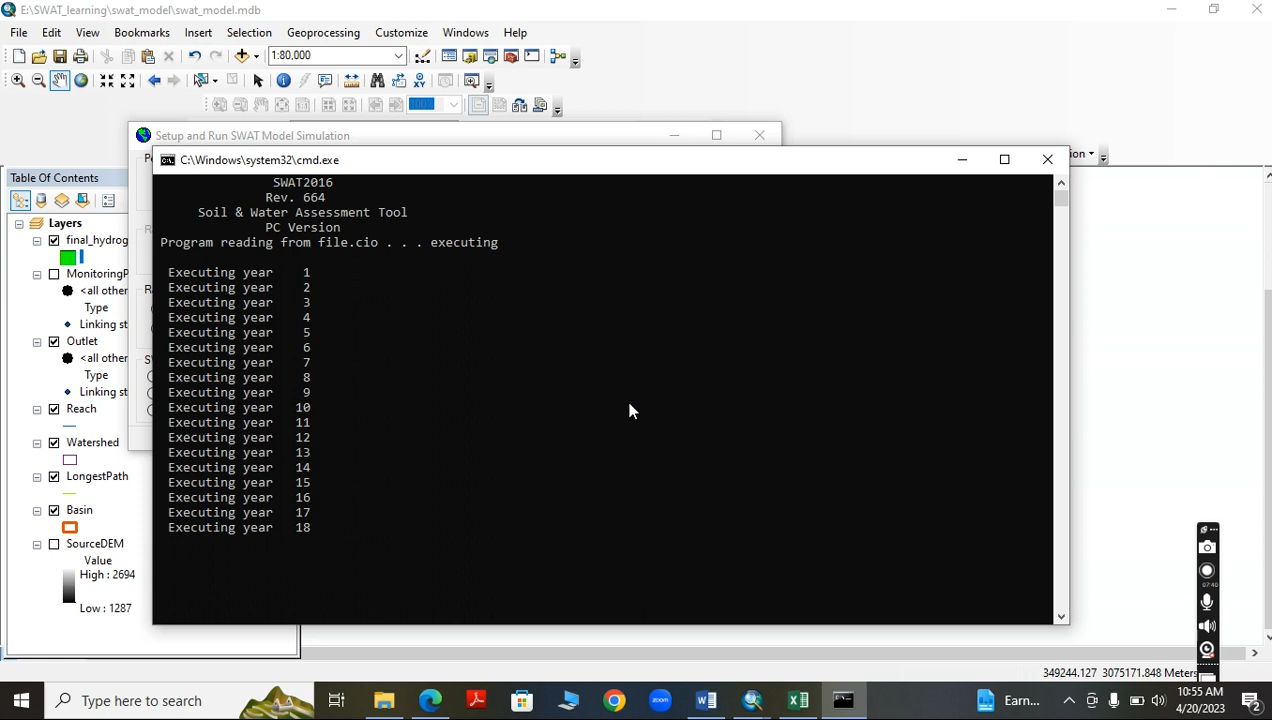 E:\SWAT_learning\swat_model\swat_model.mdb
File Edit View Bookmarks Insert Selection Geoprocessing Customize Windows Help
1:80,000
100%
Setup and Run SWAT Model Simulation
C:\Windows\system32\cmd.exe
ion
Table Of Contents
Layers
final_hydrog
MonitoringP
<all other
Type
Linking st
Outlet
<all other
Type
Linking st
Reach
Watershed
LongestPath
Basin
SourceDEM
Value
High : 2694
Low : 1287
SWAT2016
Rev. 664
Soil & Water Assessment Tool
PC Version
Program reading from file.cio . . . executing
Executing year 1
Executing year 2
Executing year 3
Executing year 4
Executing year 5
Executing year 6
Executing year 7
Executing year 8
Executing year 9
Executing year 10
Executing year 11
Executing year 12
Executing year 13
Executing year 14
Executing year 15
Executing year 16
Executing year 17
Executing year 18
07:40
349244.127 3075171.848 Meters
Type here to search
zoom
Earn...
10:55 AM
4/20/2023
2